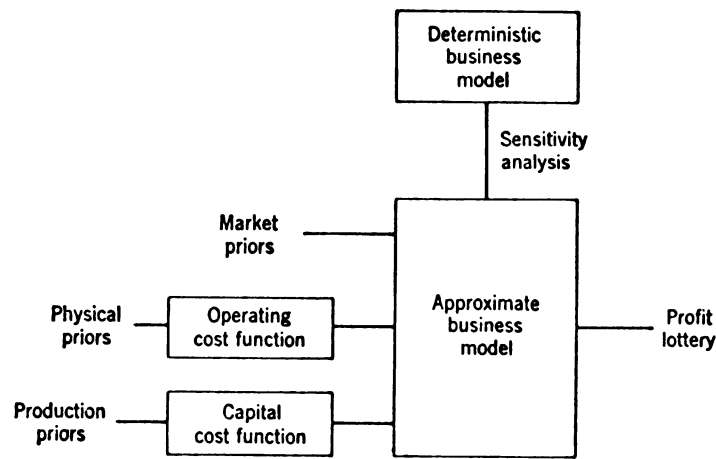 Deterministic
business
model
Sensitivity
analysis
Market
priors
Physical
priors
Operating
cost function
Approximate
business
model
Profit
lottery
Production
priors
Capital
cost function